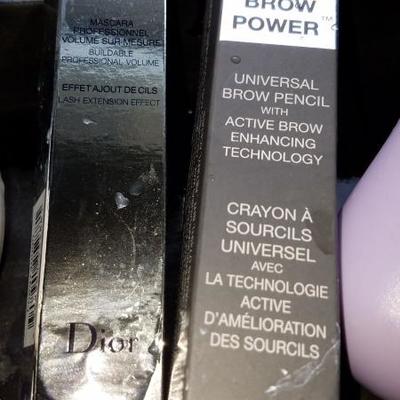 MASCARA
PROFESSIONNEL
VOLUME SUR-MESURE
BUILDABLE
PROFESSIONAL VOLUME
EFFET AJOUT DE CILS
LASH EXTENSION EFFECT
Dior
BROW
POWER™
UNIVERSAL
BROW PENCIL
WITH
ACTIVE BROW
ENHANCING
TECHNOLOGY
CRAYON À
SOURCILS
UNIVERSEL
AVEC
LA TECHNOLOGIE
ACTIVE
D'AMÉLIORATION
DES SOURCILS